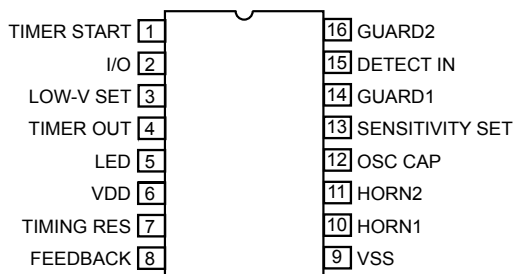 TIMER START 1
I/O 2
LOW-V SET 3
TIMER OUT 4
LED 5
VDD 6
TIMING RES 7
FEEDBACK 8
16 GUARD2
15 DETECT IN
14 GUARD1
13 SENSITIVITY SET
12 OSC CAP
11 HORN2
10 HORN1
9 VSS